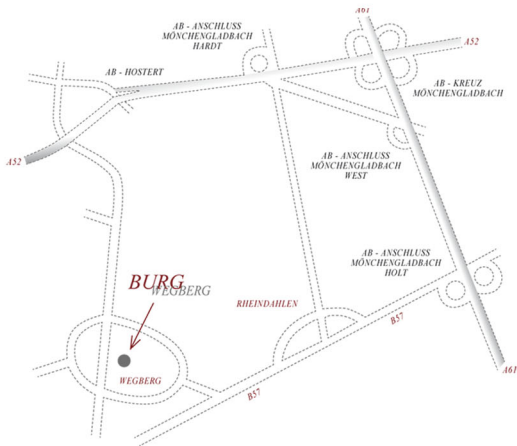 A61
AB - ANSCHLUSS
MÖNCHENGLADBACH
HARDT
A52
AB - HOSTERT
AB - KREUZ
MÖNCHENGLADBACH
A52
AB - ANSCHLUSS
MÖNCHENGLADBACH
WEST
AB - ANSCHLUSS
MÖNCHENGLADBACH
HOLT
BURG
WEGBERG
RHEINDAHLEN
B57
A61
WEGBERG
B57